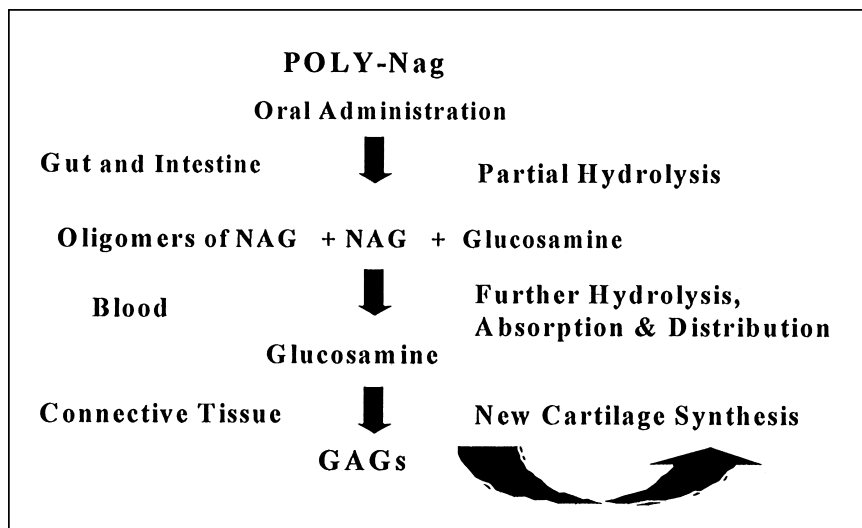 POLY-Nag
Oral Administration
Gut and Intestine
Partial Hydrolysis
Oligomers of NAG + NAG + Glucosamine
Blood
Further Hydrolysis,
Absorption & Distribution
Glucosamine
Connective Tissue
New Cartilage Synthesis
GAGs